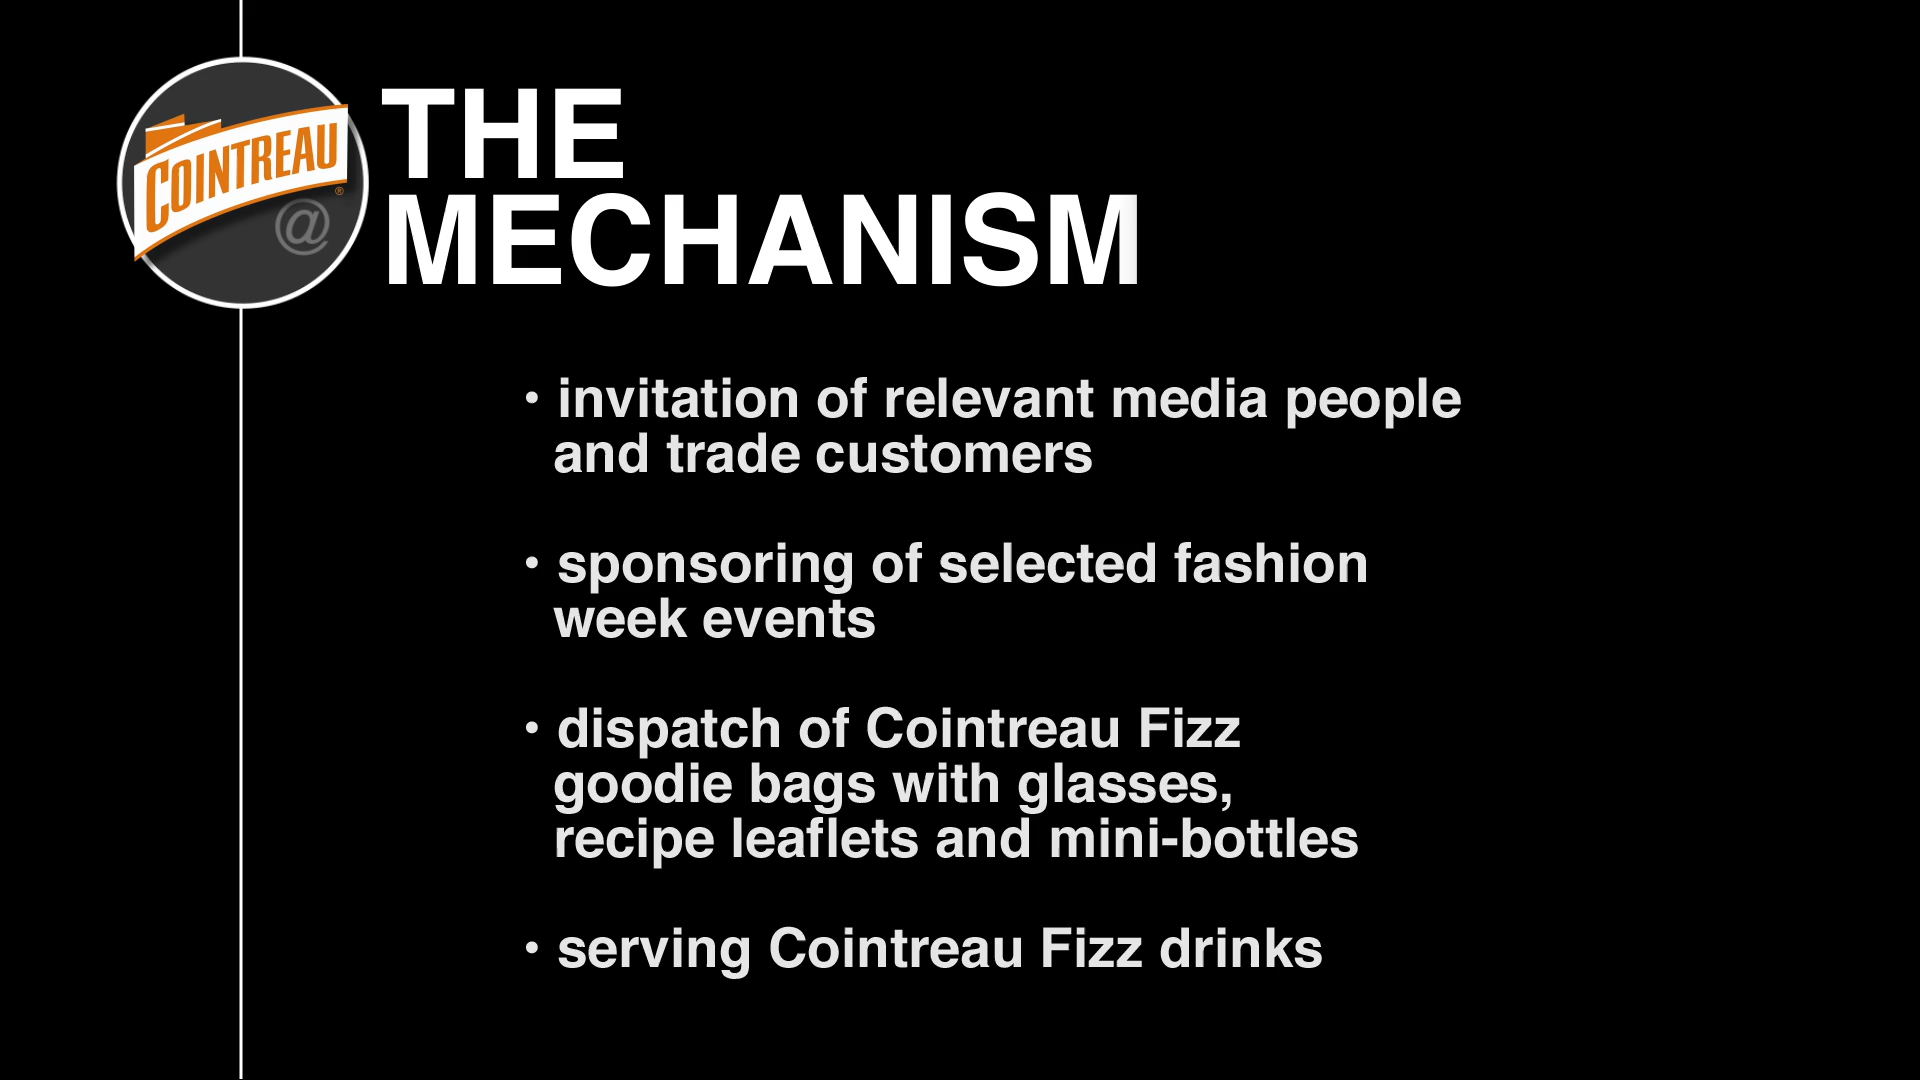 COINTREAU
®
@
THE
MECHANISM
• invitation of relevant media people
and trade customers
• sponsoring of selected fashion
week events
• dispatch of Cointreau Fizz
goodie bags with glasses,
recipe leaflets and mini-bottles
• serving Cointreau Fizz drinks